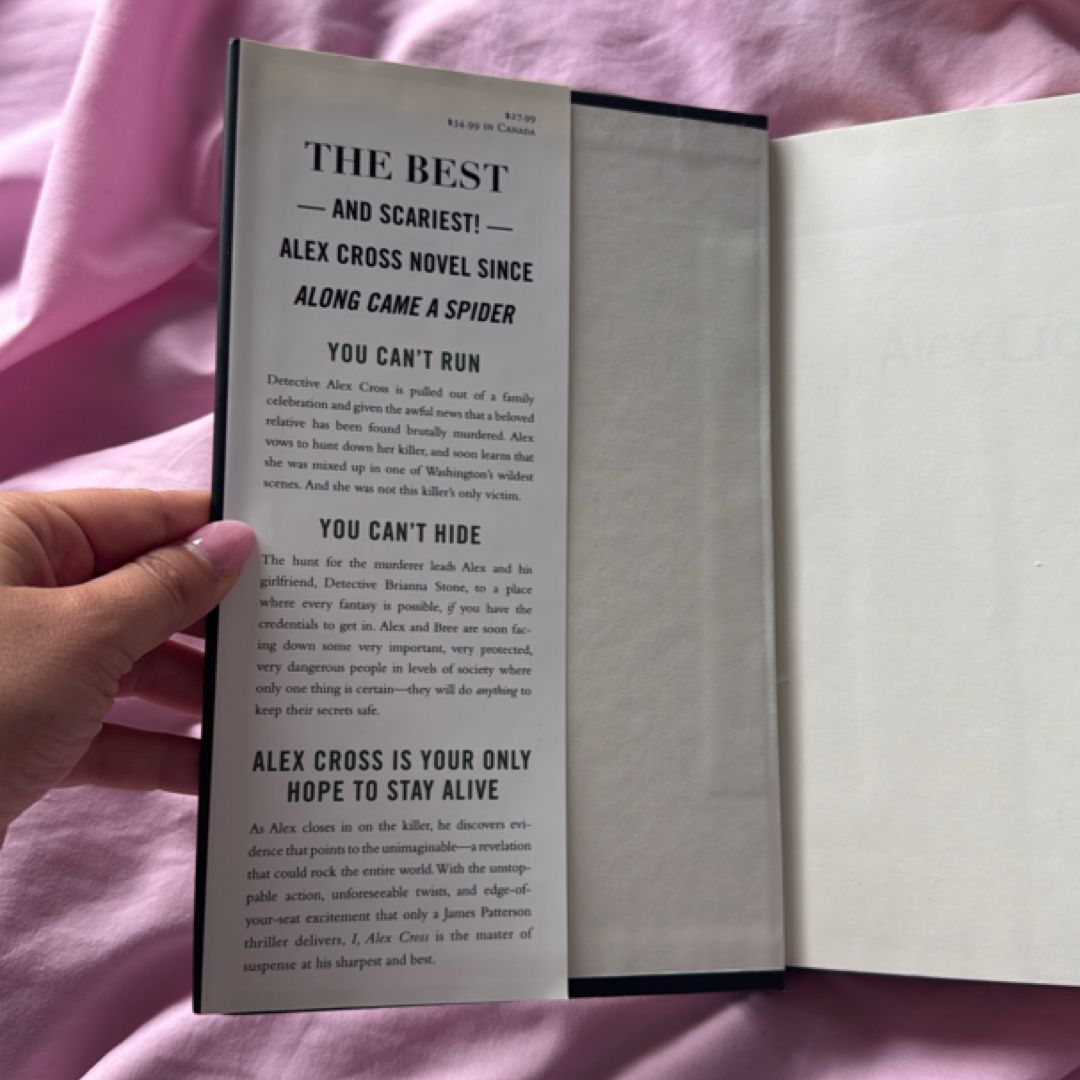 $27.99
$34.99 IN CANADA
THE BEST
— AND SCARIEST! —
ALEX CROSS NOVEL SINCE
ALONG CAME A SPIDER
YOU CAN'T RUN
Detective Alex Cross is pulled out of a family
celebration and given the awful news that a beloved
relative has been found brutally murdered. Alex
vows to hunt down her killer, and soon learns that
she was mixed up in one of Washington's wildest
scenes. And she was not this killer's only victim.
YOU CAN'T HIDE
The hunt for the murderer leads Alex and his
girlfriend, Detective Brianna Stone, to a place
where every fantasy is possible, if you have the
credentials to get in. Alex and Bree are soon fac-
ing down some very important, very protected,
very dangerous people in levels of society where
only one thing is certain—they will do anything to
keep their secrets safe.
ALEX CROSS IS YOUR ONLY
HOPE TO STAY ALIVE
As Alex closes in on the killer, he discovers evi-
dence that points to the unimaginable—a revelation
that could rock the entire world. With the unstop-
pable action, unforeseeable twists, and edge-of-
your-seat excitement that only a James Patterson
thriller delivers, I, Alex Cross is the master of
suspense at his sharpest and best.